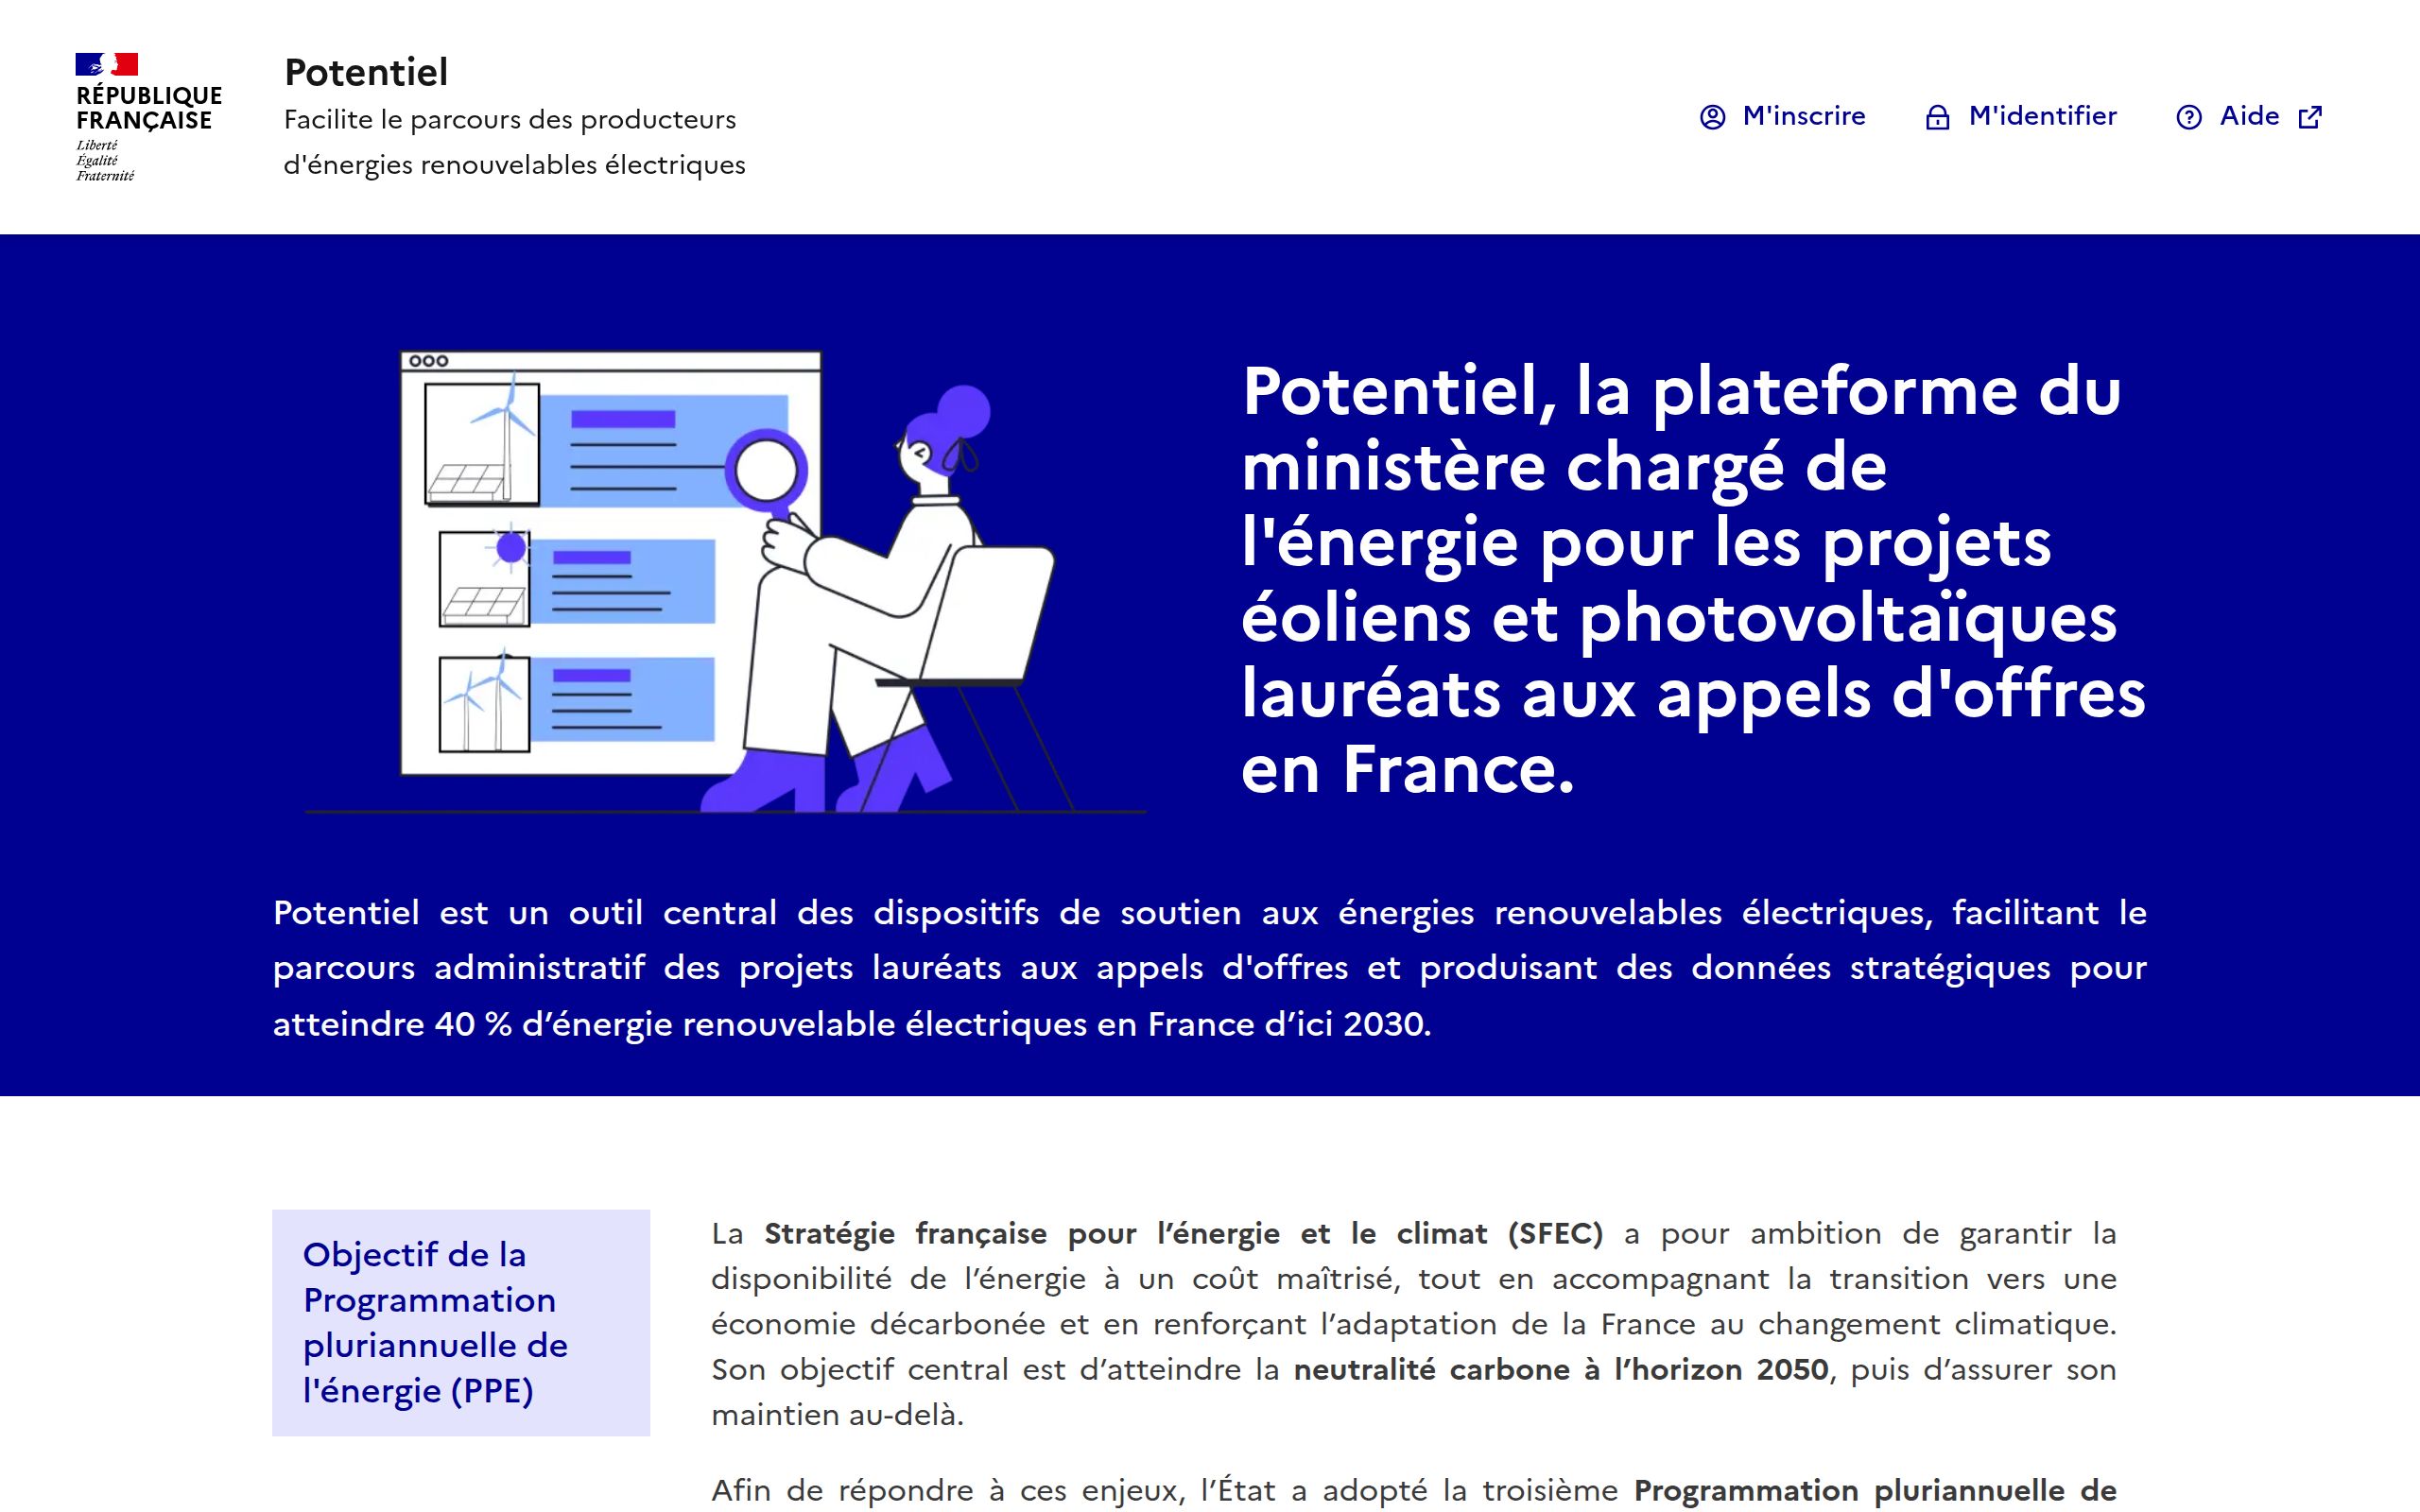 RÉPUBLIQUE
FRANÇAISE
Liberté
Égalité
Fraternité
Potentiel
Facilite le parcours des producteurs
d'énergies renouvelables électriques
M'inscrire
M'identifier
Aide
Potentiel, la plateforme du
ministère chargé de
l'énergie pour les projets
éoliens et photovoltaïques
lauréats aux appels d'offres
en France.
Potentiel est un outil central des dispositifs de soutien aux énergies renouvelables électriques, facilitant le
parcours administratif des projets lauréats aux appels d'offres et produisant des données stratégiques pour
atteindre 40 % d’énergie renouvelable électriques en France d’ici 2030.
Objectif de la
Programmation
pluriannuelle de
l'énergie (PPE)
La Stratégie française pour l’énergie et le climat (SFEC) a pour ambition de garantir la
disponibilité de l’énergie à un coût maîtrisé, tout en accompagnant la transition vers une
économie décarbonée et en renforçant l’adaptation de la France au changement climatique.
Son objectif central est d’atteindre la neutralité carbone à l’horizon 2050, puis d’assurer son
maintien au-delà.
Afin de répondre à ces enjeux, l’État a adopté la troisième Programmation pluriannuelle de